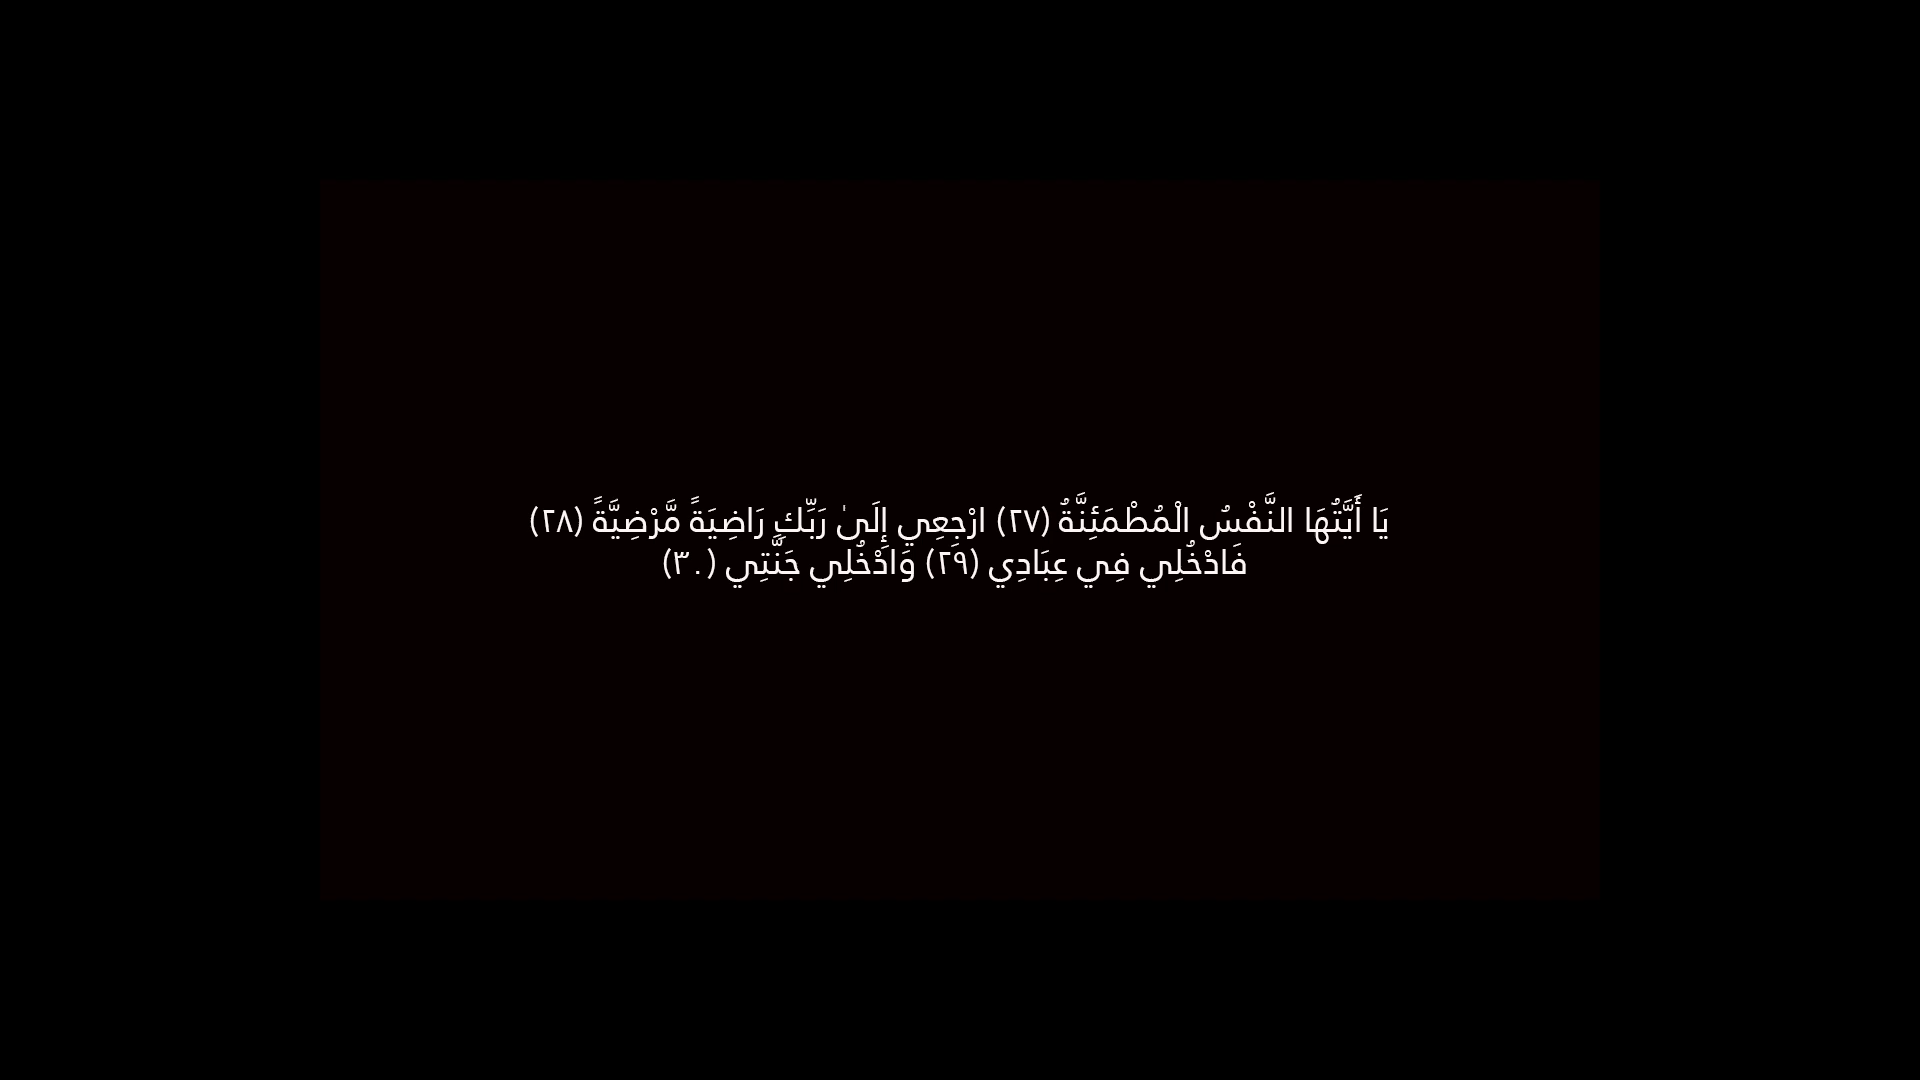 يَا أَيَّتُهَا النَّفْسُ الْمُطْمَئِنَّةُ (٢٧) ارْجِعِي إِلَىٰ رَبِّكِ رَاضِيَةً مَّرْضِيَّةً (٢٨)
فَادْخُلِي فِي عِبَادِي (٢٩) وَادْخُلِي جَنَّتِي (٣٠)